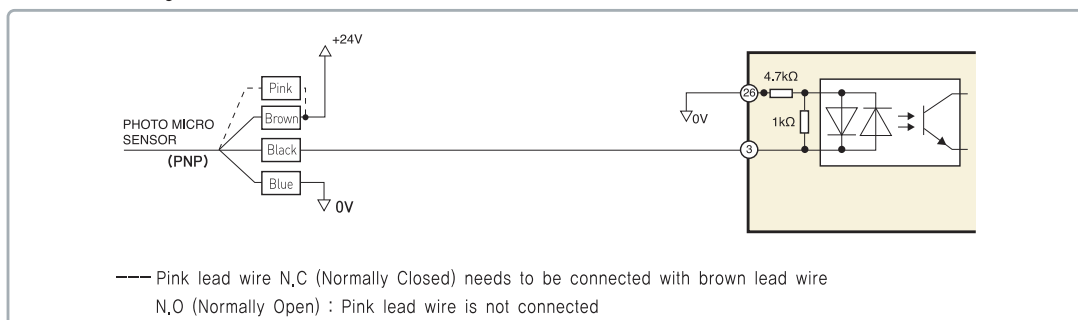 +24V
Pink
Brown
PHOTO MICRO
SENSOR
(PNP)
Black
Blue
0V
0V
26
4.7kΩ
1kΩ
3
--- Pink lead wire N.C (Normally Closed) needs to be connected with brown lead wire
N.O (Normally Open) : Pink lead wire is not connected